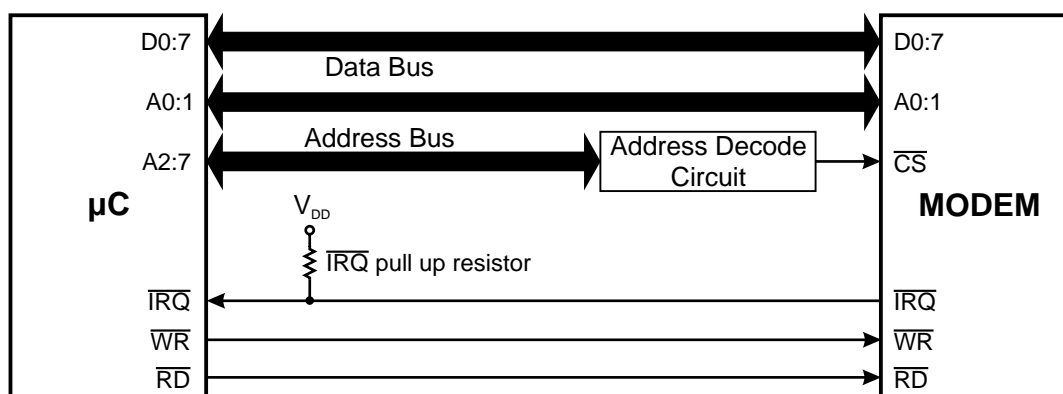 D0:7
D0:7
Data Bus
A0:1
A0:1
Address Bus
A2:7
Address Decode
Circuit
CS
µC
MODEM
VDD
IRQ pull up resistor
IRQ
IRQ
WR
WR
RD
RD